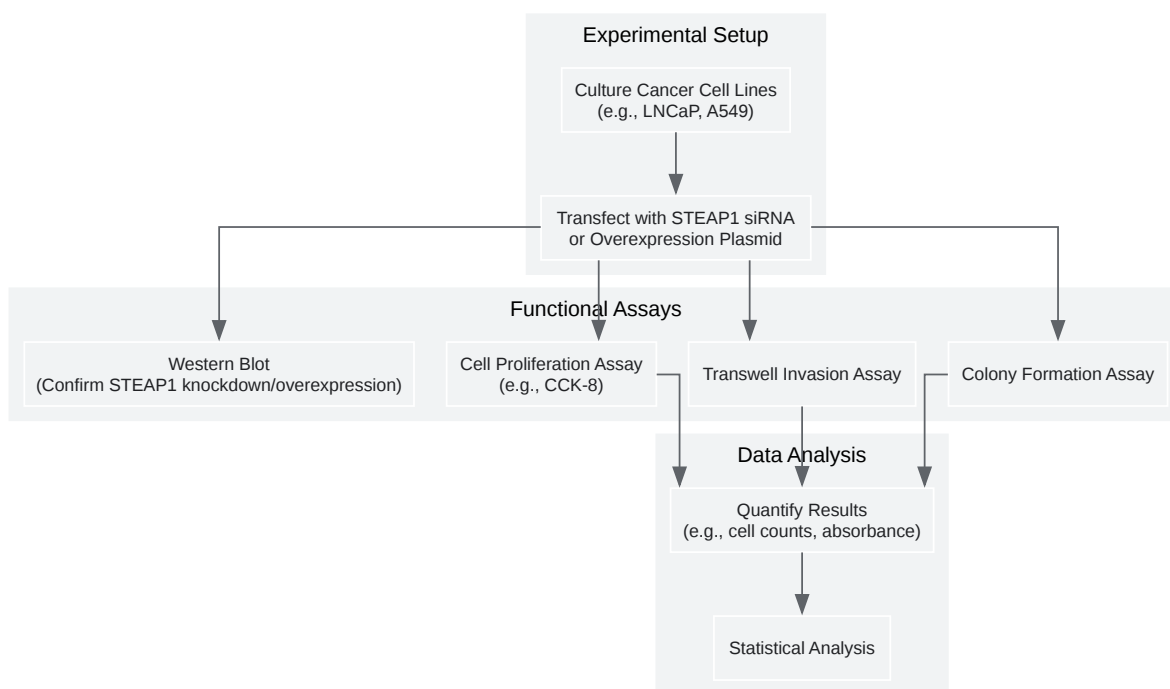 Experimental Setup
Culture Cancer Cell Lines
(e.g., LNCaP, A549)
Transfect with STEAP1 siRNA
or Overexpression Plasmid
Functional Assays
Western Blot
(Confirm STEAP1 knockdown/overexpression)
Cell Proliferation Assay
(e.g., CCK-8)
Transwell Invasion Assay
Colony Formation Assay
Data Analysis
Quantify Results
(e.g., cell counts, absorbance)
Statistical Analysis